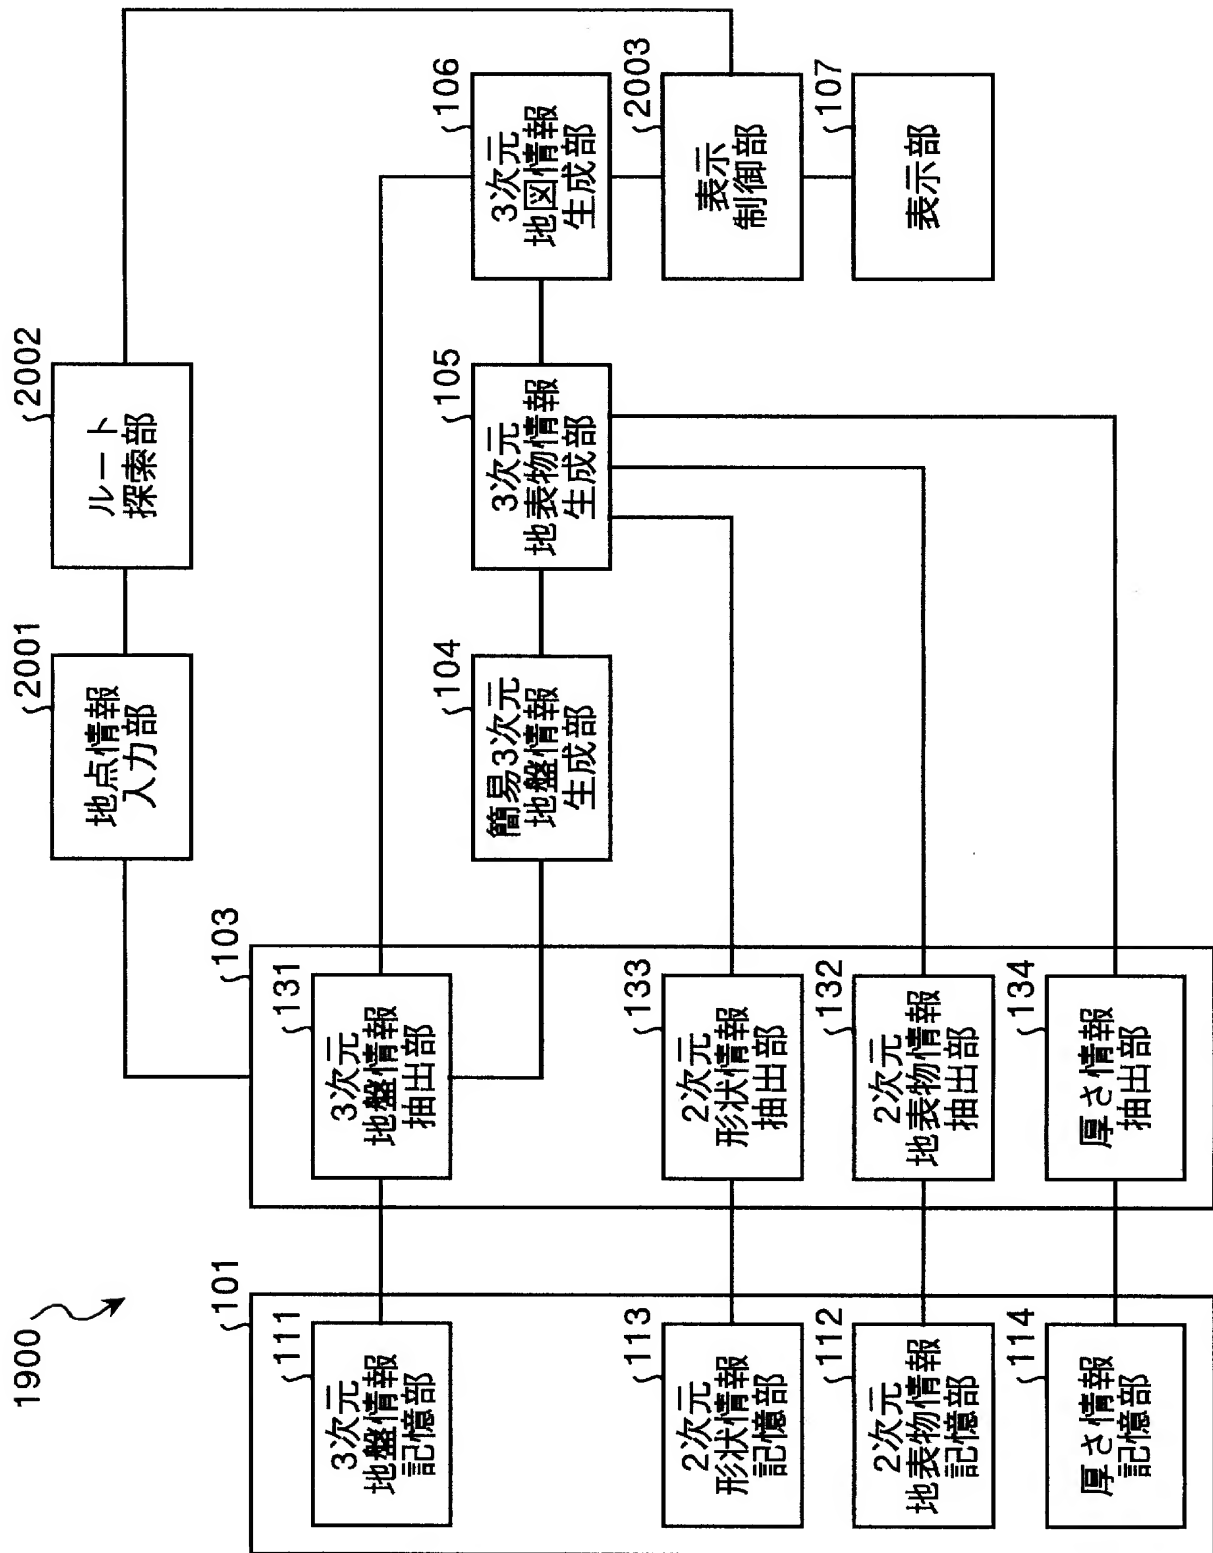 1900
101
111
3次元
地盤情報
記憶部
113
2次元
形状情報
記憶部
112
2次元
地表物情報
記憶部
114
厚さ情報
記憶部
103
131
3次元
地盤情報
抽出部
133
2次元
形状情報
抽出部
132
2次元
地表物情報
抽出部
134
厚さ情報
抽出部
2001
地点情報
入力部
2002
ルート
探索部
104
簡易3次元
地盤情報
生成部
105
3次元
地表物情報
生成部
106
3次元
地図情報
生成部
2003
表示
制御部
107
表示部